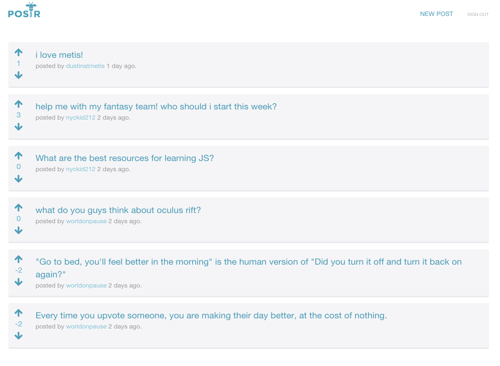 POSTR
NEW POST
SIGN OUT
i love metis!
1
posted by dustinatmetis 1 day ago.
help me with my fantasy team! who should i start this week?
3
posted by nyckid212 2 days ago.
What are the best resources for learning JS?
0
posted by nyckid212 2 days ago.
what do you guys think about oculus rift?
0
posted by worldonpause 2 days ago.
"Go to bed, you'll feel better in the morning" is the human version of "Did you turn it off and turn it back on
-2
again?"
posted by worldonpause 2 days ago.
Every time you upvote someone, you are making their day better, at the cost of nothing.
-2
posted by worldonpause 2 days ago.